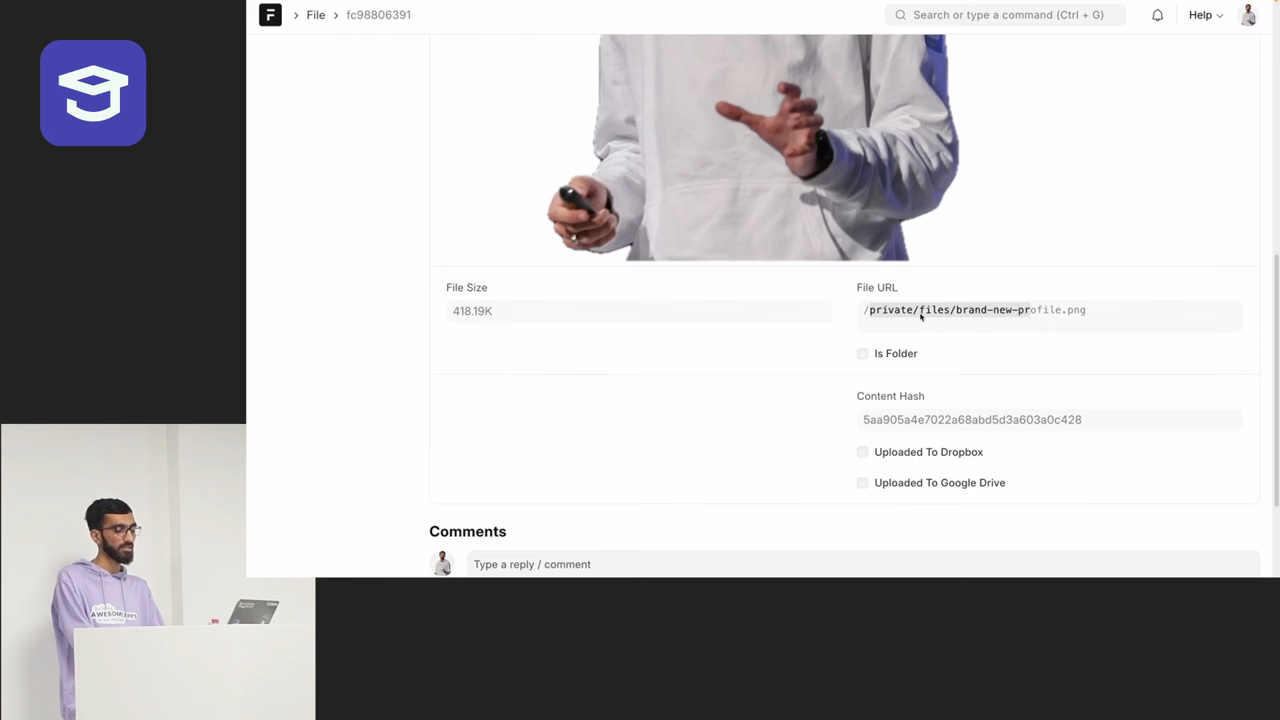 File
fc98806391
Search or type a command (Ctrl + G)
Help
File Size
418.19K
File URL
/private/files/brand-new-profile.png
Is Folder
Content Hash
5aa905a4e7022a68abd5d3a603a0c428
Uploaded To Dropbox
Uploaded To Google Drive
Comments
Type a reply / comment
AWESOME